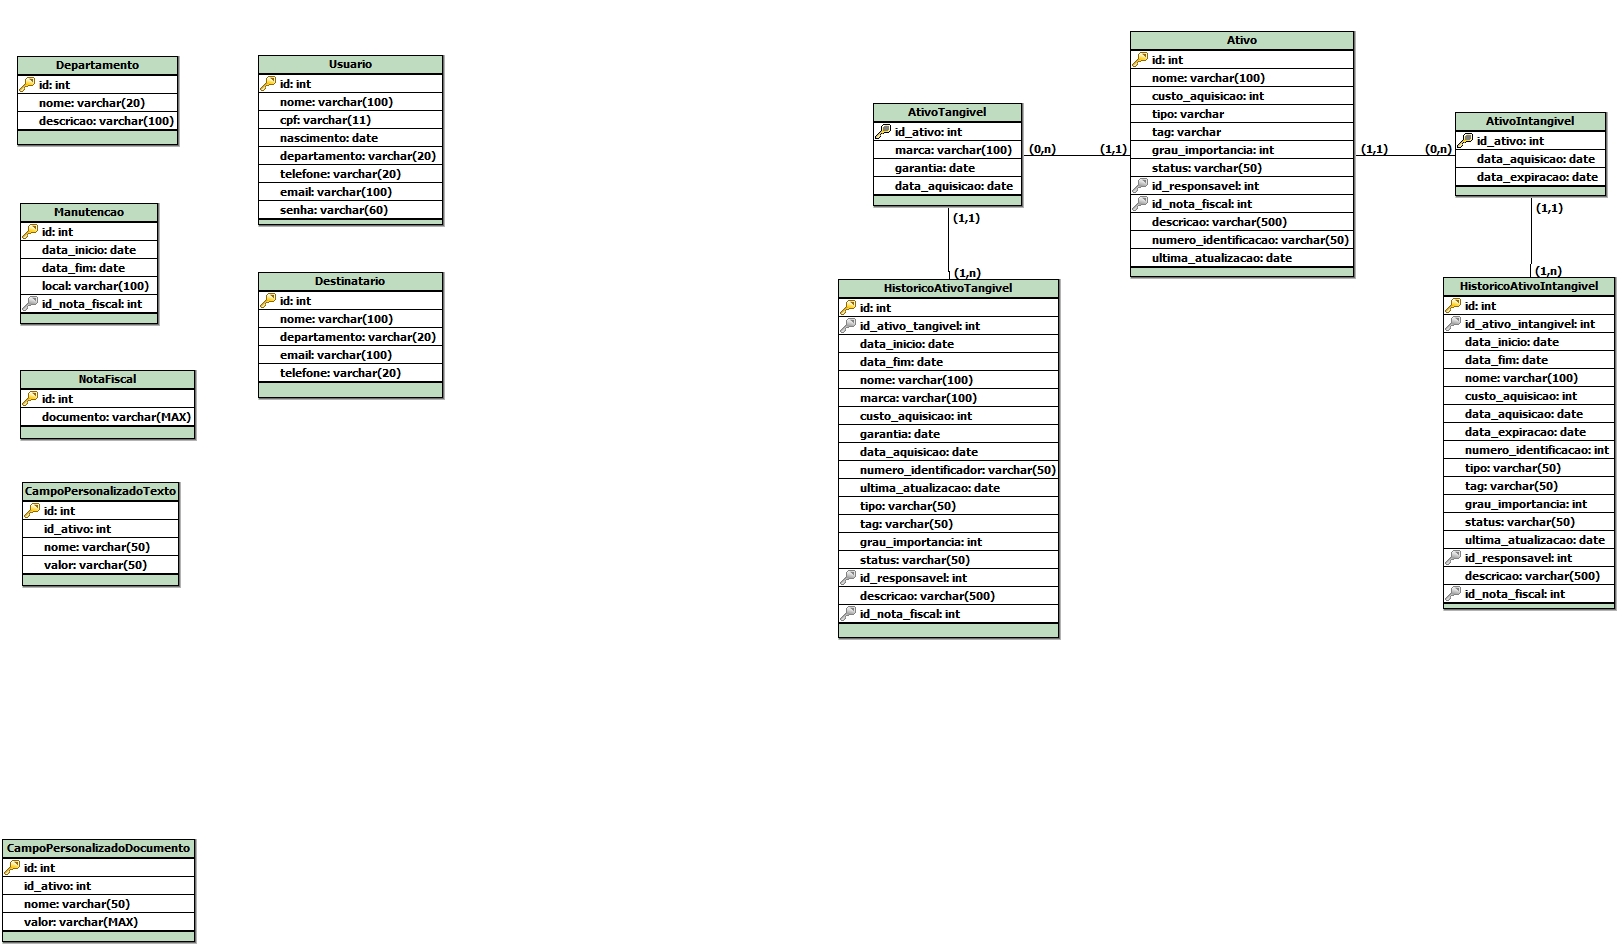 Departamento
id: int
nome: varchar(20)
descricao: varchar(100)
Usuario
id: int
nome: varchar(100)
cpf: varchar(11)
nascimento: date
departamento: varchar(20)
telefone: varchar(20)
email: varchar(100)
senha: varchar(60)
Manutencao
id: int
data_inicio: date
data_fim: date
local: varchar(100)
id_nota_fiscal: int
Destinatario
id: int
nome: varchar(100)
departamento: varchar(20)
email: varchar(100)
telefone: varchar(20)
NotaFiscal
id: int
documento: varchar(MAX)
CampoPersonalizadoTexto
id: int
id_ativo: int
nome: varchar(50)
valor: varchar(50)
CampoPersonalizadoDocumento
id: int
id_ativo: int
nome: varchar(50)
valor: varchar(MAX)
AtivoTangivel
id_ativo: int
marca: varchar(100)
garantia: date
data_aquisicao: date
(0,n)
(1,1)
Ativo
id: int
nome: varchar(100)
custo_aquisicao: int
tipo: varchar
tag: varchar
grau_importancia: int
status: varchar(50)
id_responsavel: int
id_nota_fiscal: int
descricao: varchar(500)
numero_identificacao: varchar(50)
ultima_atualizacao: date
(1,1)
(0,n)
AtivoIntangivel
id_ativo: int
data_aquisicao: date
data_expiracao: date
(1,1)
(1,n)
HistoricoAtivoTangivel
id: int
id_ativo_tangivel: int
data_inicio: date
data_fim: date
nome: varchar(100)
marca: varchar(100)
custo_aquisicao: int
garantia: date
data_aquisicao: date
numero_identificador: varchar(50)
ultima_atualizacao: date
tipo: varchar(50)
tag: varchar(50)
grau_importancia: int
status: varchar(50)
id_responsavel: int
descricao: varchar(500)
id_nota_fiscal: int
(1,1)
(1,n)
HistoricoAtivoIntangivel
id: int
id_ativo_intangivel: int
data_inicio: date
data_fim: date
nome: varchar(100)
custo_aquisicao: int
data_aquisicao: date
data_expiracao: date
numero_identificacao: int
tipo: varchar(50)
tag: varchar(50)
grau_importancia: int
status: varchar(50)
ultima_atualizacao: date
id_responsavel: int
descricao: varchar(500)
id_nota_fiscal: int